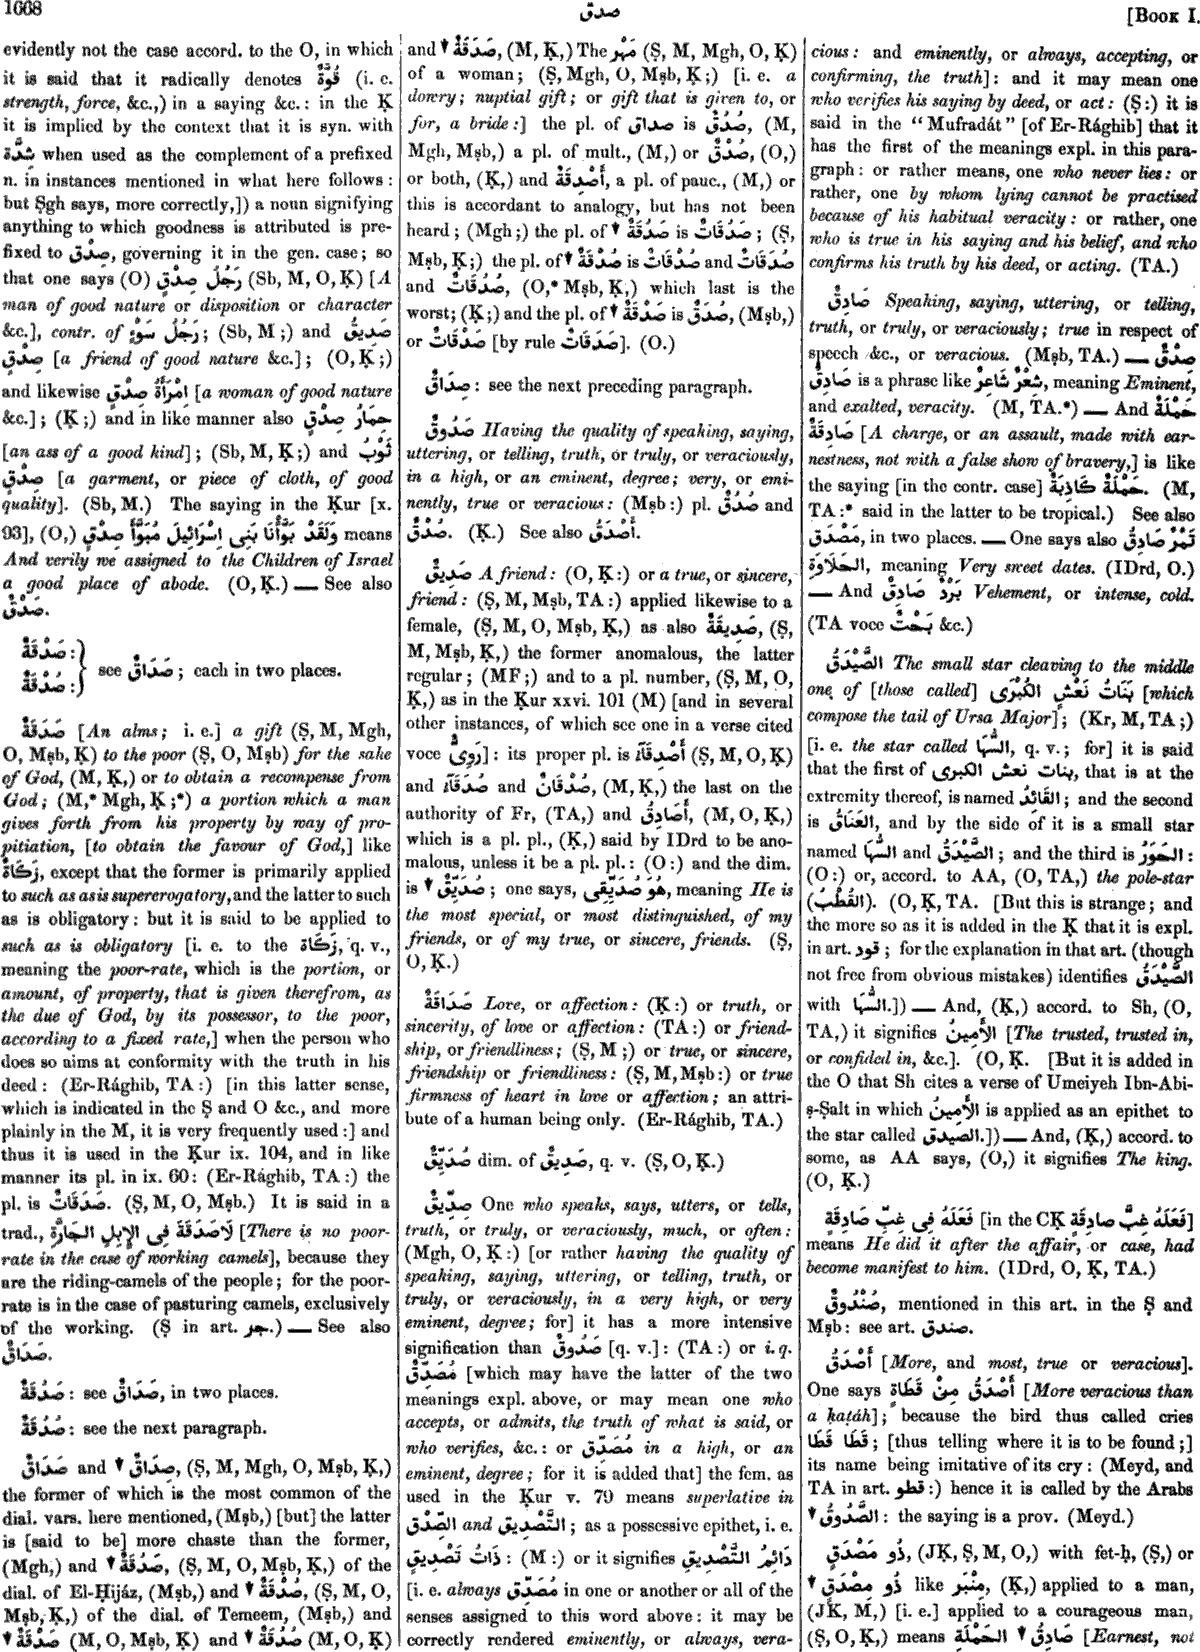 1668
صدق
[Book I.
evidently not the case accord. to the O, in which
it is said that it radically denotes قُوَّةٌ (i. e.
strength, force, &c.,) in a saying &c.: in the Ḳ
it is implied by the context that it is syn. with
شِدَّة when used as the complement of a prefixed
n. in instances mentioned in what here follows:
but Ṣgh says, more correctly,]) a noun signifying
anything to which goodness is attributed is pre-
fixed to صِدْق, governing it in the gen. case; so
that one says (O) رَجُلُ صِدْقٍ (Sb, M, O, Ḳ) [A
man of good nature or disposition or character
&c.], contr. of رَجُلُ سَوْءٍ; (Sb, M;) and صَدِيقُ
صِدْقٍ [a friend of good nature &c.]; (O, Ḳ;)
and likewise اِمْرَأَةُ صِدْقٍ [a woman of good nature
&c.]; (Ḳ;) and in like manner also حِمَارُ صِدْقٍ
[an ass of a good kind]; (Sb, M, Ḳ;) and ثَوْبُ
صِدْقٍ [a garment, or piece of cloth, of good
quality]. (Sb, M.) The saying in the Ḳur [x.
93], (O,) وَلَقَدْ بَوَّأْنَا بَنِى إِسْرَائِيلَ مُبَوَّأَ صِدْقٍ means
And verily we assigned to the Children of Israel
a good place of abode. (O, Ḳ.) — See also
صَدْقٌ.
صَدْقَةٌ :
صُدْقَةٌ :
see صَدَاقٌ; each in two places.
صَدَقَةٌ [An alms; i. e.] a gift (Ṣ, M, Mgh,
O, Mṣb, Ḳ) to the poor (Ṣ, O, Mṣb) for the sake
of God, (M, Ḳ,) or to obtain a recompense from
God; (M,* Mgh, Ḳ;*) a portion which a man
gives forth from his property by way of pro-
pitiation, [to obtain the favour of God,] like
زَكَاةٌ, except that the former is primarily applied
to such as is supererogatory, and the latter to such
as is obligatory: but it is said to be applied to
such as is obligatory [i. e. to the زَكَاة, q. v.,
meaning the poor-rate, which is the portion, or
amount, of property, that is given therefrom, as
the due of God, by its possessor, to the poor,
according to a fixed rate,] when the person who
does so aims at conformity with the truth in his
deed: (Er-Rághib, TA:) [in this latter sense,
which is indicated in the Ṣ and O &c., and more
plainly in the M, it is very frequently used:] and
thus it is used in the Ḳur ix. 104, and in like
manner its pl. in ix. 60: (Er-Rághib, TA:) the
pl. is صَدَقَاتٌ. (Ṣ, M, O, Mṣb.) It is said in a
trad., لَا صَدَقَةَ فِى الإِبِلِ الجَارَّةِ [There is no poor-
rate in the case of working camels], because they
are the riding-camels of the people; for the poor-
rate is in the case of pasturing camels, exclusively
of the working. (Ṣ in art. جر.) — See also
صَدَاقٌ.
صَدُقَةٌ : see صَدَاقٌ, in two places.
صُدُقَةٌ : see the next paragraph.
صَدَاقٌ and ▼ صِدَاقٌ, (Ṣ, M, Mgh, O, Mṣb, Ḳ,)
the former of which is the most common of the
dial. vars. here mentioned, (Mṣb,) [but] the latter
is [said to be] more chaste than the former,
(Mgh,) and ▼ صَدُقَةٌ, (Ṣ, M, O, Mṣb, Ḳ,) of the
dial. of El-Ḥijáz, (Mṣb,) and ▼ صُدْقَةٌ, (Ṣ, M, O,
Mṣb, Ḳ,) of the dial. of Temeem, (Mṣb,) and
▼ صَدْقَةٌ (M, O, Mṣb, Ḳ) and ▼ صُدُقَةٌ (M, O, Ḳ)
and ▼ صَدَقَةٌ, (M, Ḳ,) The مَهْر (Ṣ, M, Mgh, O, Ḳ)
of a woman; (Ṣ, Mgh, O, Mṣb, Ḳ;) [i. e. a
dowry; nuptial gift; or gift that is given to, or
for, a bride:] the pl. of صداق is صُدُقٌ, (M,
Mgh, Mṣb,) a pl. of mult., (M,) or صُدْقٌ, (O,)
or both, (Ḳ,) and أَصْدِقَةٌ, a pl. of pauc., (M,) or
this is accordant to analogy, but has not been
heard; (Mgh;) the pl. of ▼ صَدُقَةٌ is صَدُقَاتٌ; (Ṣ,
Mṣb, Ḳ;) the pl. of ▼ صُدْقَةٌ is صُدْقَاتٌ and صُدَقَاتٌ
and صُدُقَاتٌ, (O,* Mṣb, Ḳ,) which last is the
worst; (Ḳ;) and the pl. of ▼ صَدْقَةٌ is صُدَقٌ, (Mṣb,)
or صَدْقَاتٌ [by rule صَدَقَاتٌ]. (O.)
صِدَاقٌ : see the next preceding paragraph.
صَدُوقٌ Having the quality of speaking, saying,
uttering, or telling, truth, or truly, or veraciously,
in a high, or an eminent, degree; very, or emi-
nently, true or veracious: (Mṣb:) pl. صُدُقٌ and
صُدْقٌ. (Ḳ.) See also أَصْدَقُ.
صَدِيقٌ A friend: (O, Ḳ:) or a true, or sincere,
friend: (Ṣ, M, Mṣb, TA:) applied likewise to a
female, (Ṣ, M, O, Mṣb, Ḳ,) as also صَدِيقَةٌ, (Ṣ,
M, Mṣb, Ḳ,) the former anomalous, the latter
regular; (MF;) and to a pl. number, (Ṣ, M, O,
Ḳ,) as in the Ḳur xxvi. 101 (M) [and in several
other instances, of which see one in a verse cited
voce رَوِىٌّ]: its proper pl. is أَصْدِقَآءُ (Ṣ, M, O, Ḳ)
and صُدَقَآءُ and صُدْقَانٌ, (M, Ḳ,) the last on the
authority of Fr, (TA,) and أَصَادِقُ, (M, O, Ḳ,)
which is a pl. pl., (Ḳ,) said by IDrd to be ano-
malous, unless it be a pl. pl.: (O:) and the dim.
is ▼ صُدَيِّقٌ; one says, هُوَ صُدَيِّقِى, meaning He is
the most special, or most distinguished, of my
friends, or of my true, or sincere, friends. (Ṣ,
O, Ḳ.)
صَدَاقَةٌ Love, or affection: (Ḳ:) or truth, or
sincerity, of love or affection: (TA:) or friend-
ship, or friendliness; (Ṣ, M;) or true, or sincere,
friendship or friendliness: (Ṣ, M, Mṣb:) or true
firmness of heart in love or affection; an attri-
bute of a human being only. (Er-Rághib, TA.)
صُدَيِّقٌ dim. of صَدِيقٌ, q. v. (Ṣ, O, Ḳ.)
صِدِّيقٌ One who speaks, says, utters, or tells,
truth, or truly, or veraciously, much, or often:
(Mgh, O, Ḳ:) [or rather having the quality of
speaking, saying, uttering, or telling, truth, or
truly, or veraciously, in a very high, or very
eminent, degree; for] it has a more intensive
signification than صَدُوقٌ [q. v.]: (TA:) or i. q.
مُصَدِّقٌ [which may have the latter of the two
meanings expl. above, or may mean one who
accepts, or admits, the truth of what is said, or
who verifies, &c.: or مُصَدِّق in a high, or an
eminent, degree; for it is added that] the fem. as
used in the Ḳur v. 79 means superlative in
الصِّدْق and التَّصْدِيق; as a possessive epithet, i. e.
ذَاتُ تَصْدِيقٍ: (M:) or it signifies دَائِمُ التَّصْدِيقِ
[i. e. always مُصَدِّق in one or another or all of the
senses assigned to this word above: it may be
correctly rendered eminently, or always, vera-
cious: and eminently, or always, accepting, or
confirming, the truth]: and it may mean one
who verifies his saying by deed, or act: (Ṣ:) it is
said in the "Mufradát" [of Er-Rághib] that it
has the first of the meanings expl. in this para-
graph: or rather means, one who never lies: or
rather, one by whom lying cannot be practised
because of his habitual veracity: or rather, one
who is true in his saying and his belief, and who
confirms his truth by his deed, or acting. (TA.)
صَادِقٌ Speaking, saying, uttering, or telling,
truth, or truly, or veraciously; true in respect of
speech &c., or veracious. (Mṣb, TA.) — صِدْقٌ
صَادِقٌ is a phrase like شِعْرٌ شَاعِرٌ, meaning Eminent,
and exalted, veracity. (M, TA.*) — And حَمْلَةٌ
صَادِقَةٌ [A charge, or an assault, made with ear-
nestness, not with a false show of bravery,] is like
the saying [in the contr. case] حَمْلَةٌ كَاذِبَةٌ. (M,
TA:* said in the latter to be tropical.) See also
مَصْدَق, in two places. — One says also تَمْرٌ صَادِقُ
الحَلَاوَةِ, meaning Very sweet dates. (IDrd, O.)
— And بَرْدٌ صَادِقٌ Vehement, or intense, cold.
(TA voce بَحْتٌ &c.)
الصَّيْدَقُ The small star cleaving to the middle
one of [those called] بَنَاتُ نَعْشٍ الكُبْرَى [which
compose the tail of Ursa Major]; (Kr, M, TA;)
[i. e. the star called السُّهَا, q. v.; for] it is said
that the first of بنات نعش الكبرى, that is at the
extremity thereof, is named القَائِدُ; and the second
is العَنَاقُ, and by the side of it is a small star
named السُّهَا and الصَّيْدَقُ; and the third is الحَوَرُ:
(O:) or, accord. to AA, (O, TA,) the pole-star
(القُطْبُ). (O, Ḳ, TA. [But this is strange; and
the more so as it is added in the Ḳ that it is expl.
in art. قود; for the explanation in that art. (though
not free from obvious mistakes) identifies الصَّيْدَقُ
with السُّهَا.]) — And, (Ḳ,) accord. to Sh, (O,
TA,) it signifies الأَمِينُ [The trusted, trusted in,
or confided in, &c.]. (O, Ḳ. [But it is added in
the O that Sh cites a verse of Umeiyeh Ibn-Abi-
ṣ-Ṣalt in which الأَمِينُ is applied as an epithet to
the star called الصيدق.]) — And, (Ḳ,) accord. to
some, as AA says, (O,) it signifies The king.
(O, Ḳ.)
فَعَلَهُ فِى غِبِّ صَادِقَةٍ [in the CḲ فَعَلَهُ غِبَّ صادِقَةٍ]
means He did it after the affair, or case, had
become manifest to him. (IDrd, O, Ḳ, TA.)
صُنْدُوقٌ, mentioned in this art. in the Ṣ and
Mṣb: see art. صندق.
أَصْدَقُ [More, and most, true or veracious].
One says أَصْدَقُ مِنْ قَطَاةٍ [More veracious than
a ḳaṭáh]; because the bird thus called cries
قَطَا قَطَا; [thus telling where it is to be found;]
its name being imitative of its cry: (Meyd, and
TA in art. قطو:) hence it is called by the Arabs
▼ الصَّدُوقُ: the saying is a prov. (Meyd.)
ذُو مَصْدَقٍ, (JḲ, Ṣ, M, O,) with fet-ḥ, (Ṣ,) or
▼ ذُو مِصْدَقٍ like مِنْبَر, (Ḳ,) applied to a man,
(JḲ, M,) [i. e.] applied to a courageous man,
(Ṣ, O, Ḳ,) means ▼ صَادِقُ الحَمْلَةِ [Earnest, not